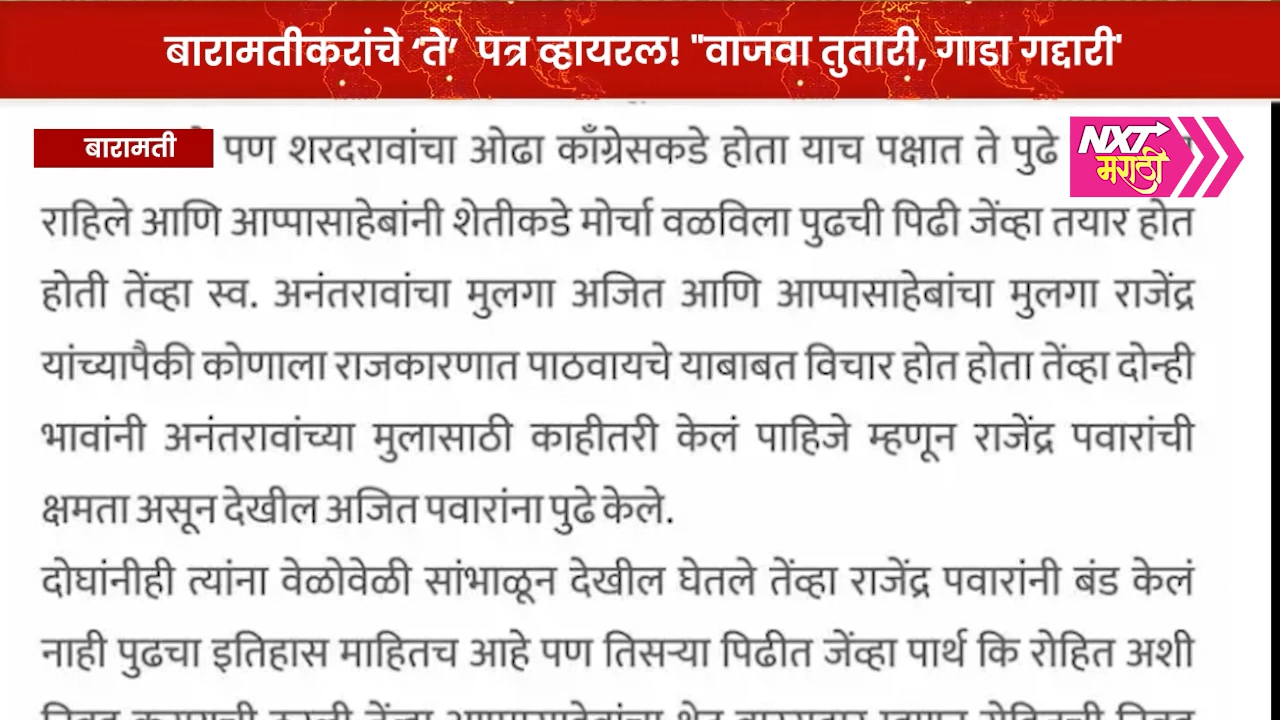 बारामतीकरांचे ‘ते’ पत्र व्हायरल! "वाजवा तुतारी, गाडा गद्दारी'
बारामती
NXT
मराठी
पण शरदरावांचा ओढा काँग्रेसकडे होता याच पक्षात ते पुढे
राहिले आणि आप्पासाहेबांनी शेतीकडे मोर्चा वळविला पुढची पिढी जेंव्हा तयार होत
होती तेंव्हा स्व. अनंतरावांचा मुलगा अजित आणि आप्पासाहेबांचा मुलगा राजेंद्र
यांच्यापैकी कोणाला राजकारणात पाठवायचे याबाबत विचार होत होता तेंव्हा दोन्ही
भावांनी अनंतरावांच्या मुलासाठी काहीतरी केलं पाहिजे म्हणून राजेंद्र पवारांची
क्षमता असून देखील अजित पवारांना पुढे केले.
दोघांनीही त्यांना वेळोवेळी सांभाळून देखील घेतले तेंव्हा राजेंद्र पवारांनी बंड केलं
नाही पुढचा इतिहास माहितच आहे पण तिसऱ्या पिढीत जेंव्हा पार्थ कि रोहित अशी